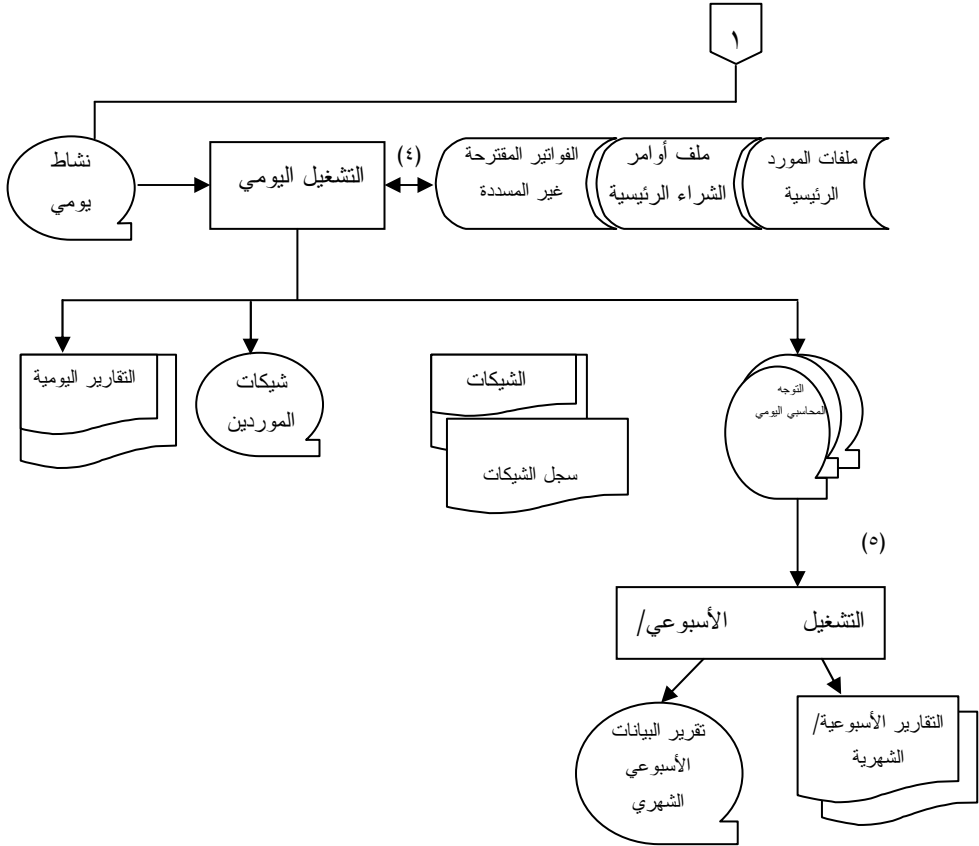 ١
نشاط
يومي
التشغيل اليومي
(٤)
الفواتير المقترحة
غير المسددة
ملف أوامر
الشراء الرئيسية
ملفات المورد
الرئيسية
التقارير اليومية
شيكات
الموردين
الشيكات
سجل الشيكات
التوجه
المحاسبي اليومي
(٥)
التشغيل الأسبوعي/
تقرير البيانات
الأسبوعي
الشهري
التقارير الأسبوعية/
الشهرية